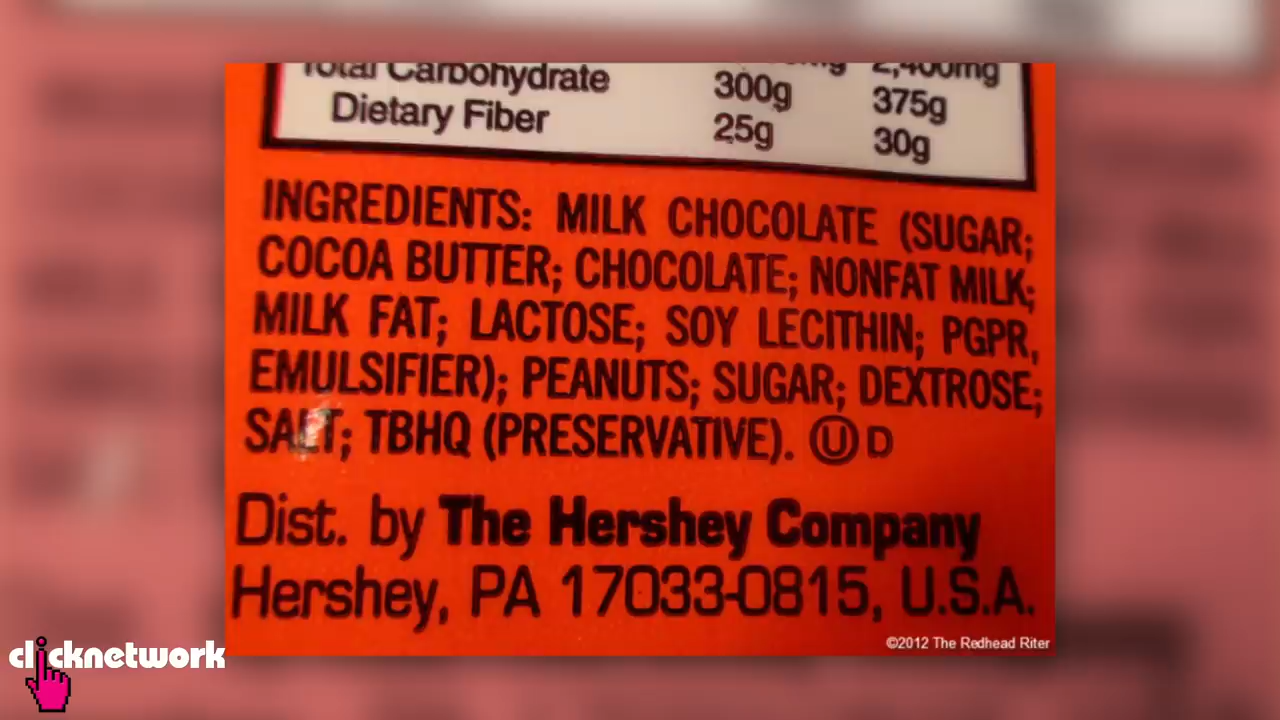 Total Carbohydrate 300g 375g
Dietary Fiber 25g 30g
INGREDIENTS: MILK CHOCOLATE (SUGAR;
COCOA BUTTER; CHOCOLATE; NONFAT MILK;
MILK FAT; LACTOSE; SOY LECITHIN; PGPR,
EMULSIFIER); PEANUTS; SUGAR; DEXTROSE;
SALT; TBHQ (PRESERVATIVE). Ⓤ D
Dist. by The Hershey Company
Hershey, PA 17033-0815, U.S.A.
©2012 The Redhead Riter
clicknetwork